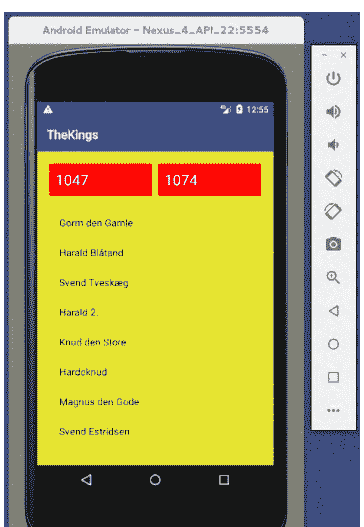 Android Emulator - Nexus_4_API_22:5554
12:55
TheKings
1047 1074
Gorm den Gamle
Harald Blåtand
Svend Tveskæg
Harald 2.
Knud den Store
Hardeknud
Magnus den Gode
Svend Estridsen